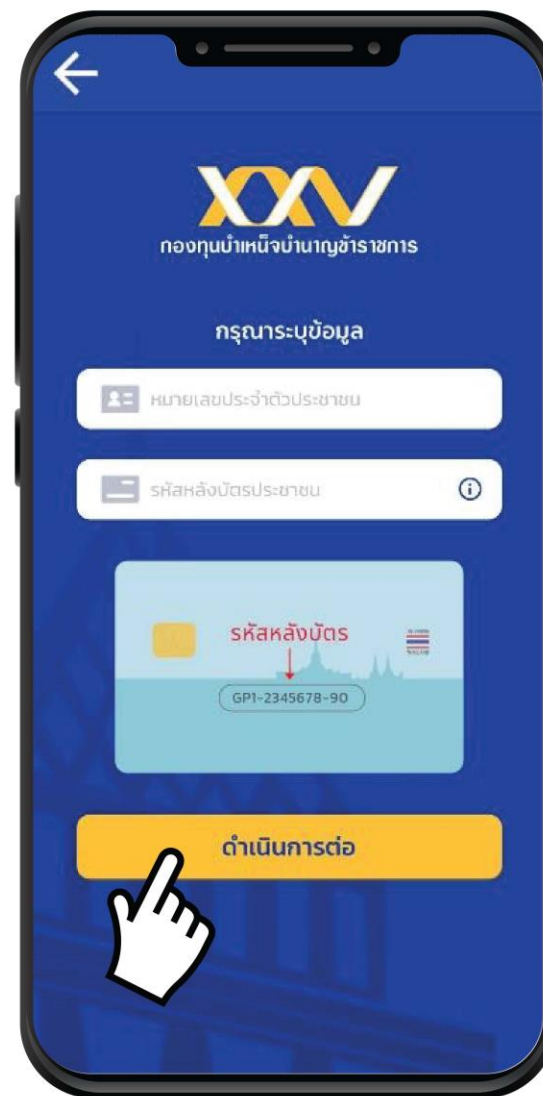 กองทุนบำเหน็จบำนาญข้าราชการ
กรุณาระบุข้อมูล
หมายเลขประจำตัวประชาชน
รหัสหลังบัตรประชาชน
รหัสหลังบัตร
GP1-2345678-90
ดำเนินการต่อ